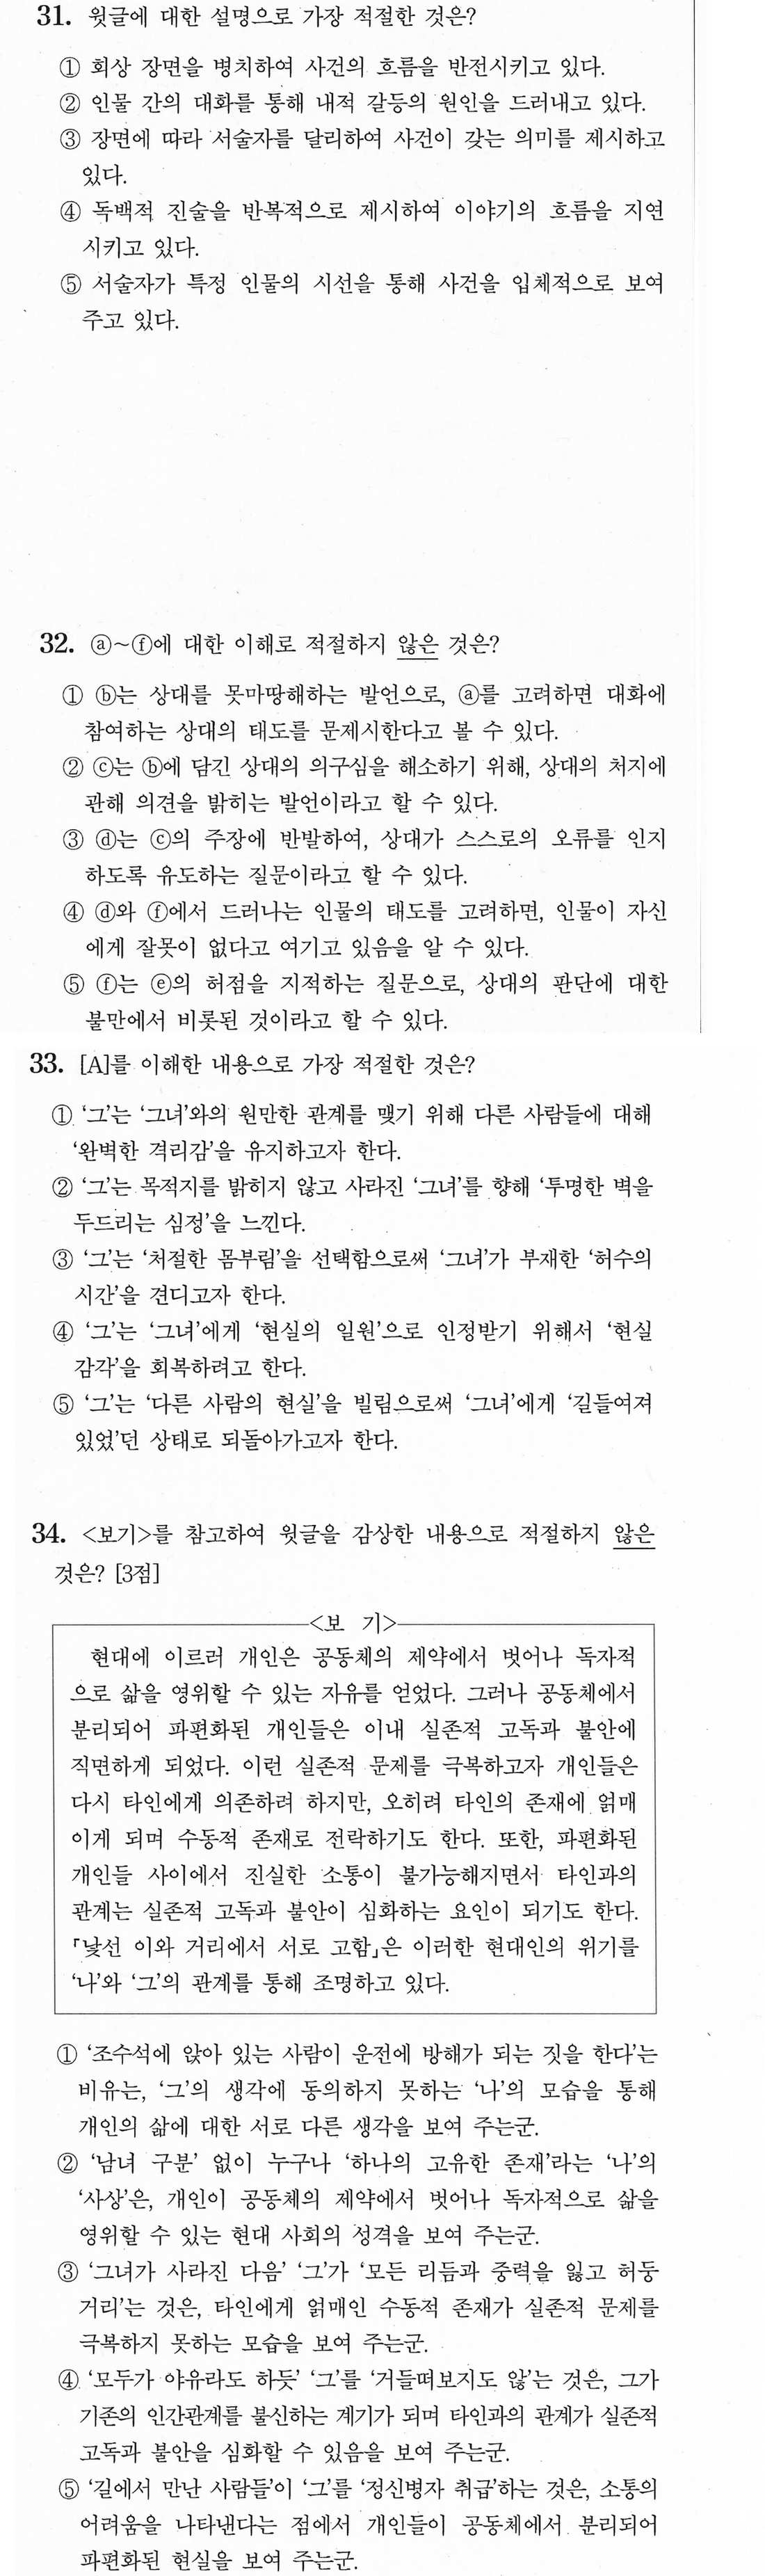 31. 윗글에 대한 설명으로 가장 적절한 것은?
① 회상 장면을 병치하여 사건의 흐름을 반전시키고 있다.
② 인물 간의 대화를 통해 내적 갈등의 원인을 드러내고 있다.
③ 장면에 따라 서술자를 달리하여 사건이 갖는 의미를 제시하고
있다.
④ 독백적 진술을 반복적으로 제시하여 이야기의 흐름을 지연
시키고 있다.
⑤ 서술자가 특정 인물의 시선을 통해 사건을 입체적으로 보여
주고 있다.
32. ⓐ~ⓕ에 대한 이해로 적절하지 않은 것은?
① ⓑ는 상대를 못마땅해하는 발언으로, ⓐ를 고려하면 대화에
참여하는 상대의 태도를 문제시한다고 볼 수 있다.
② ⓒ는 ⓑ에 담긴 상대의 의구심을 해소하기 위해, 상대의 처지에
관해 의견을 밝히는 발언이라고 할 수 있다.
③ ⓓ는 ⓒ의 주장에 반발하여, 상대가 스스로의 오류를 인지
하도록 유도하는 질문이라고 할 수 있다.
④ ⓓ와 ⓕ에서 드러나는 인물의 태도를 고려하면, 인물이 자신
에게 잘못이 없다고 여기고 있음을 알 수 있다.
⑤ ⓕ는 ⓔ의 허점을 지적하는 질문으로, 상대의 판단에 대한
불만에서 비롯된 것이라고 할 수 있다.
33. [A]를 이해한 내용으로 가장 적절한 것은?
① ‘그’는 ‘그녀’와의 원만한 관계를 맺기 위해 다른 사람들에 대해
‘완벽한 격리감’을 유지하고자 한다.
② ‘그’는 목적지를 밝히지 않고 사라진 ‘그녀’를 향해 ‘투명한 벽을
두드리는 심정’을 느낀다.
③ ‘그’는 ‘처절한 몸부림’을 선택함으로써 ‘그녀’가 부재한 ‘허수의
시간’을 견디고자 한다.
④ ‘그’는 ‘그녀’에게 ‘현실의 일원’으로 인정받기 위해서 ‘현실
감각’을 회복하려고 한다.
⑤ ‘그’는 ‘다른 사람의 현실’을 빌림으로써 ‘그녀’에게 ‘길들여져
있었’던 상태로 되돌아가고자 한다.
34. <보기>를 참고하여 윗글을 감상한 내용으로 적절하지 않은
것은? [3점]
<보 기>
현대에 이르러 개인은 공동체의 제약에서 벗어나 독자적
으로 삶을 영위할 수 있는 자유를 얻었다. 그러나 공동체에서
분리되어 파편화된 개인들은 이내 실존적 고독과 불안에
직면하게 되었다. 이런 실존적 문제를 극복하고자 개인들은
다시 타인에게 의존하려 하지만, 오히려 타인의 존재에 얽매
이게 되며 수동적 존재로 전락하기도 한다. 또한, 파편화된
개인들 사이에서 진실한 소통이 불가능해지면서 타인과의
관계는 실존적 고독과 불안이 심화하는 요인이 되기도 한다.
「낯선 이와 거리에서 서로 고함」은 이러한 현대인의 위기를
‘나’와 ‘그’의 관계를 통해 조명하고 있다.
① ‘조수석에 앉아 있는 사람이 운전에 방해가 되는 짓을 한다’는
비유는, ‘그’의 생각에 동의하지 못하는 ‘나’의 모습을 통해
개인의 삶에 대한 서로 다른 생각을 보여 주는군.
② ‘남녀 구분’ 없이 누구나 ‘하나의 고유한 존재’라는 ‘나’의
‘사상’은, 개인이 공동체의 제약에서 벗어나 독자적으로 삶을
영위할 수 있는 현대 사회의 성격을 보여 주는군.
③ ‘그녀가 사라진 다음’ ‘그’가 ‘모든 리듬과 중력을 잃고 허둥
거리’는 것은, 타인에게 얽매인 수동적 존재가 실존적 문제를
극복하지 못하는 모습을 보여 주는군.
④ ‘모두가 야유라도 하듯’ ‘그’를 ‘거들떠보지도 않’는 것은, 그가
기존의 인간관계를 불신하는 계기가 되며 타인과의 관계가 실존적
고독과 불안을 심화할 수 있음을 보여 주는군.
⑤ ‘길에서 만난 사람들’이 ‘그’를 ‘정신병자 취급’하는 것은, 소통의
어려움을 나타낸다는 점에서 개인들이 공동체에서 분리되어
파편화된 현실을 보여 주는군.